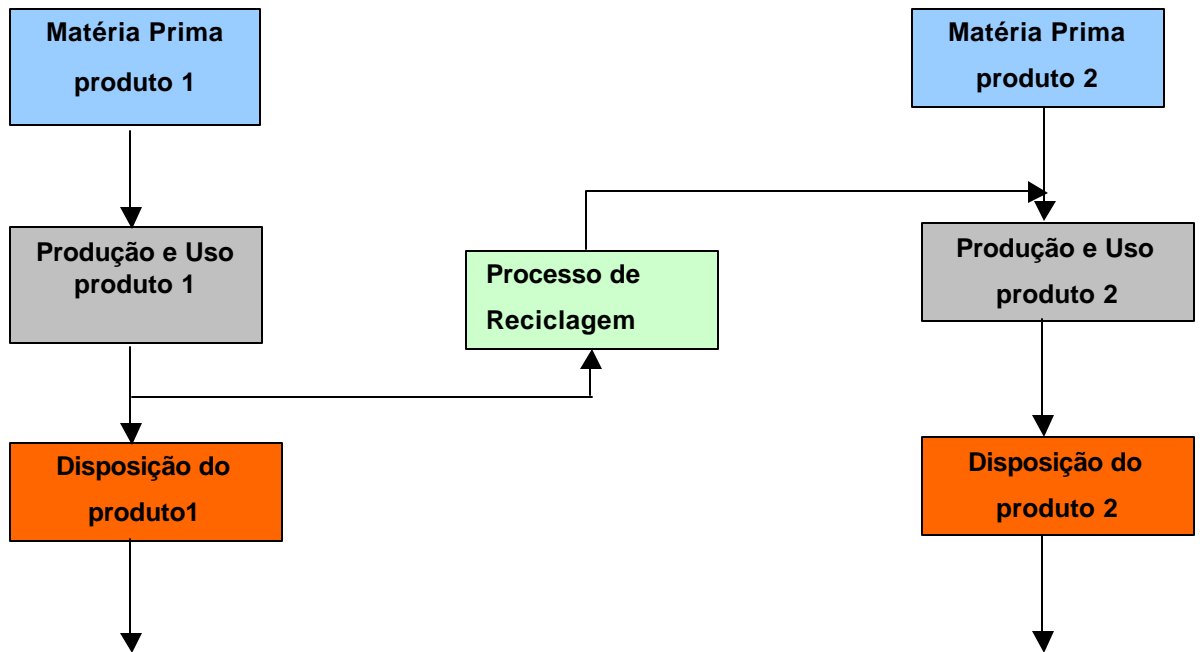 Matéria Prima
produto 1
Matéria Prima
produto 2
Produção e Uso
produto 1
Processo de
Reciclagem
Produção e Uso
produto 2
Disposição do
produto1
Disposição do
produto 2